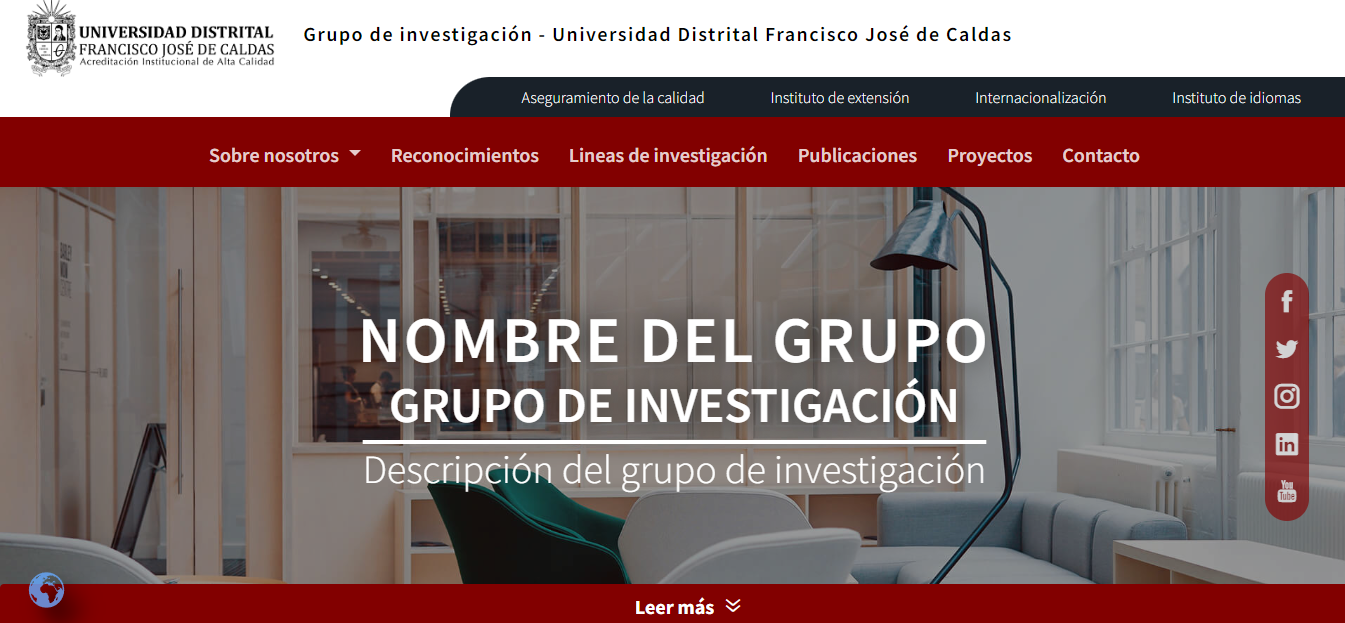 UNIVERSIDAD DISTRITAL
FRANCISCO JOSÉ DE CALDAS
Acreditación Institucional de Alta Calidad
Grupo de investigación - Universidad Distrital Francisco José de Caldas
Aseguramiento de la calidad Instituto de extensión Internacionalización Instituto de idiomas
Sobre nosotros Reconocimientos Lineas de investigación Publicaciones Proyectos Contacto
NOMBRE DEL GRUPO
GRUPO DE INVESTIGACIÓN
Descripción del grupo de investigación
in
You
Tube
Leer más